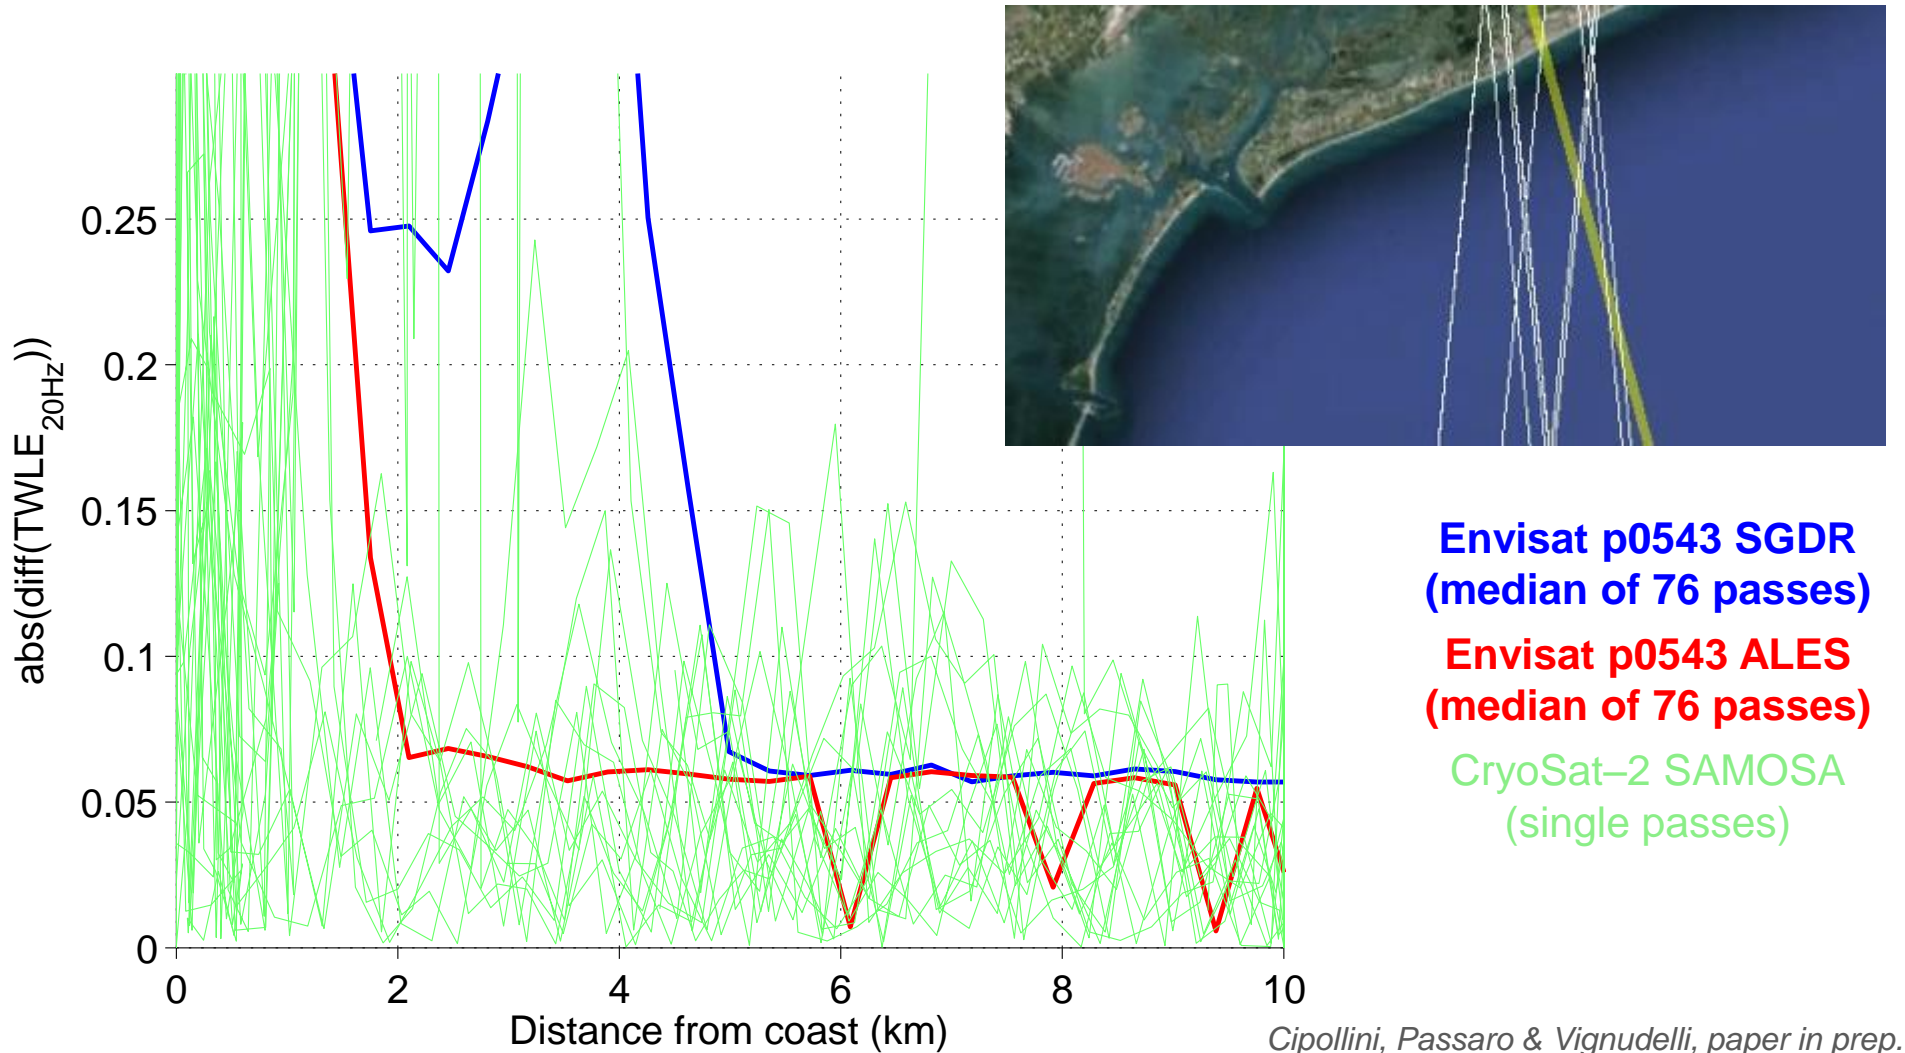 0.25
0.2
0.15
0.1
0.05
0
abs(diff(TWLE20Hz))
0 2 4 6 8 10
Distance from coast (km)
Envisat p0543 SGDR
(median of 76 passes)
Envisat p0543 ALES
(median of 76 passes)
CryoSat–2 SAMOSA
(single passes)
Cipollini, Passaro & Vignudelli, paper in prep.